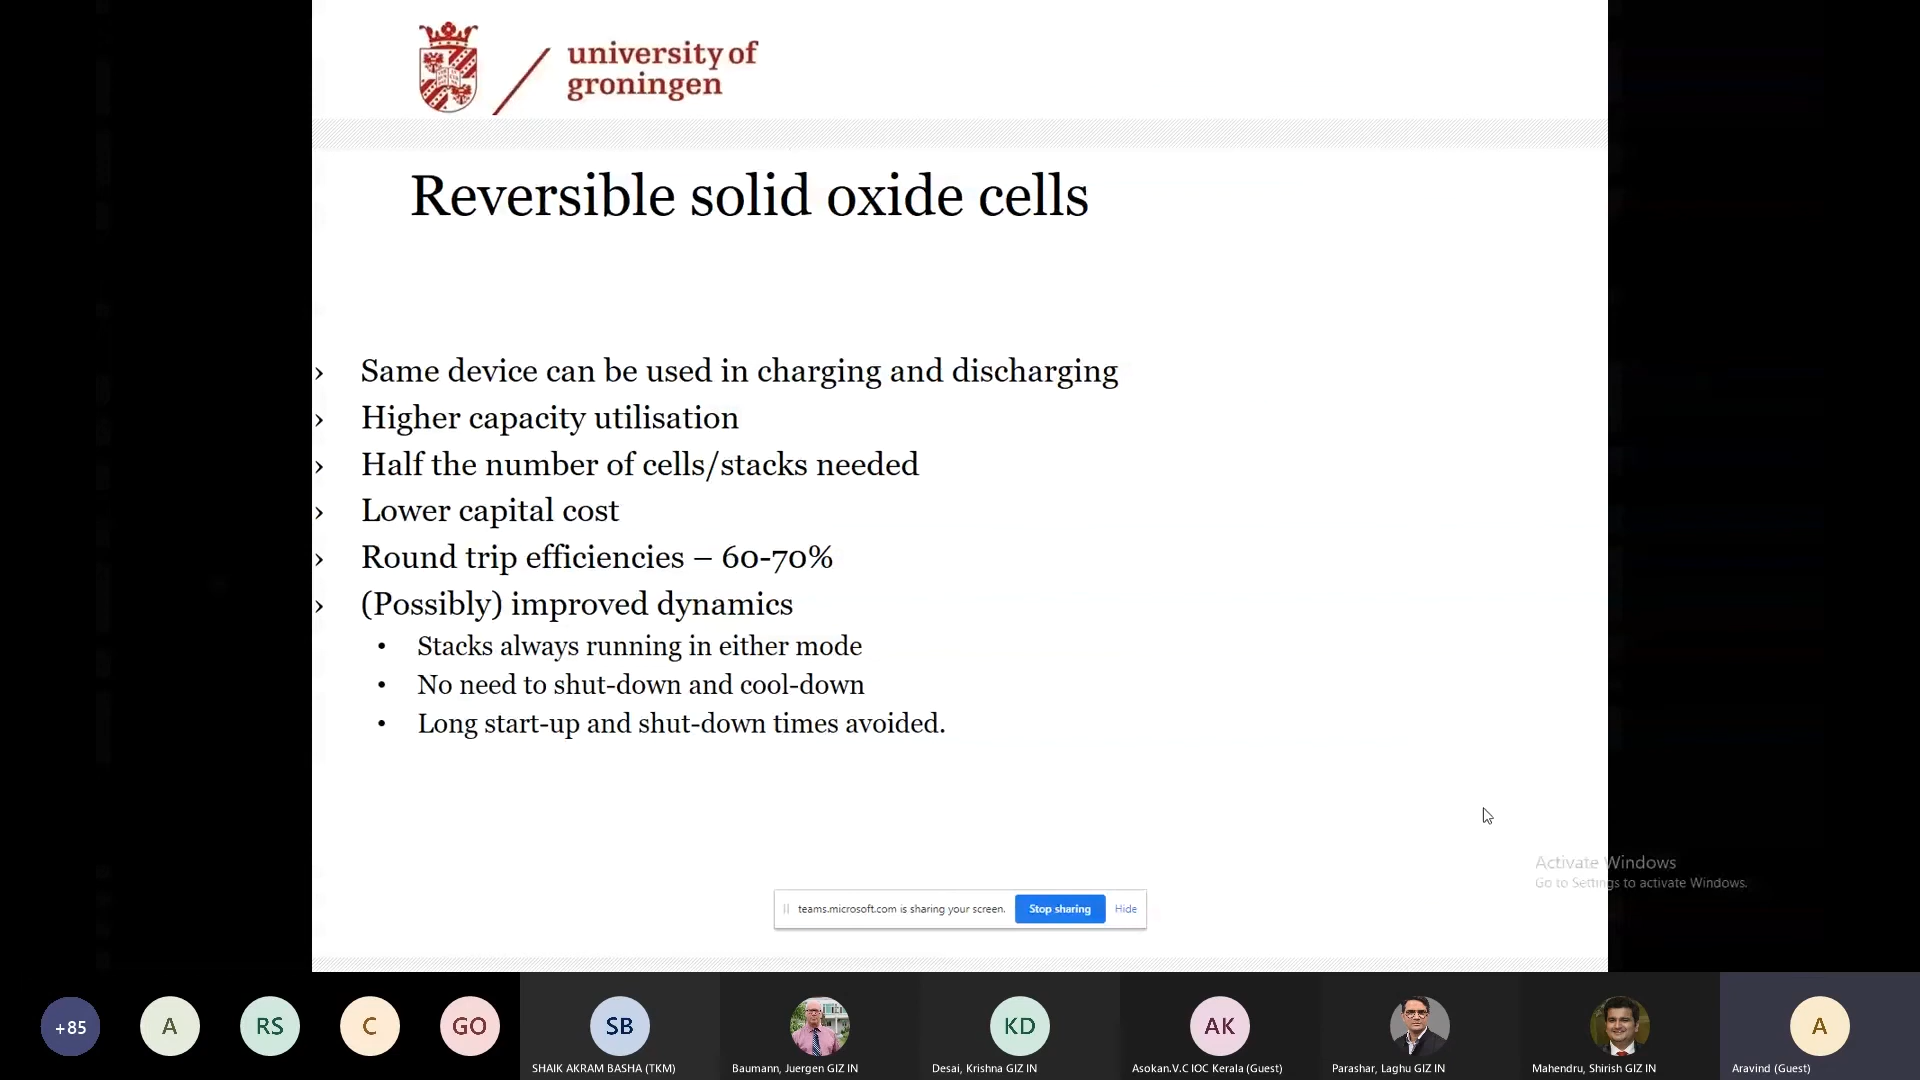 university of
groningen
Reversible solid oxide cells
› Same device can be used in charging and discharging
› Higher capacity utilisation
› Half the number of cells/stacks needed
› Lower capital cost
› Round trip efficiencies – 60-70%
› (Possibly) improved dynamics
• Stacks always running in either mode
• No need to shut-down and cool-down
• Long start-up and shut-down times avoided.
Activate Windows
Go to Settings to activate Windows.
teams.microsoft.com is sharing your screen. Stop sharing Hide
+85 A RS C GO SB KD AK A
SHAIK AKRAM BASHA (TKM) Baumann, Juergen GIZ IN Desai, Krishna GIZ IN Asokan.V.C IOC Kerala (Guest) Parashar, Laghu GIZ IN Mahendru, Shirish GIZ IN Aravind (Guest)